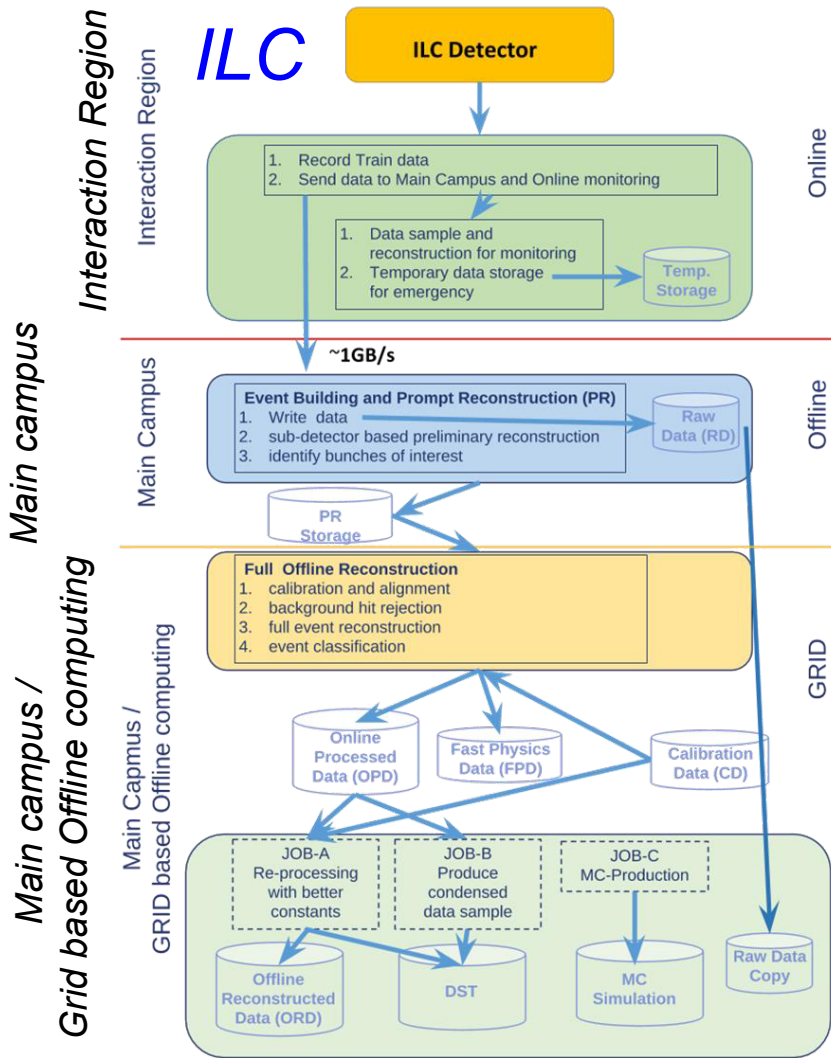 ILC
ILC Detector
Interaction Region
Interaction Region
Online
1. Record Train data
2. Send data to Main Campus and Online monitoring
1. Data sample and
reconstruction for monitoring
2. Temporary data storage
for emergency
Temp.
Storage
~1GB/s
Main campus
Main Campus
Offline
Event Building and Prompt Reconstruction (PR)
1. Write data
2. sub-detector based preliminary reconstruction
3. identify bunches of interest
Raw
Data (RD)
PR
Storage
Main campus /
Grid based Offline computing
Main Capmus /
GRID based Offline computing
GRID
Full Offline Reconstruction
1. calibration and alignment
2. background hit rejection
3. full event reconstruction
4. event classification
Online
Processed
Data (OPD)
Fast Physics
Data (FPD)
Calibration
Data (CD)
JOB-A
Re-processing
with better
constants
JOB-B
Produce
condensed
data sample
JOB-C
MC-Production
Offline
Reconstructed
Data (ORD)
DST
MC
Simulation
Raw Data
Copy